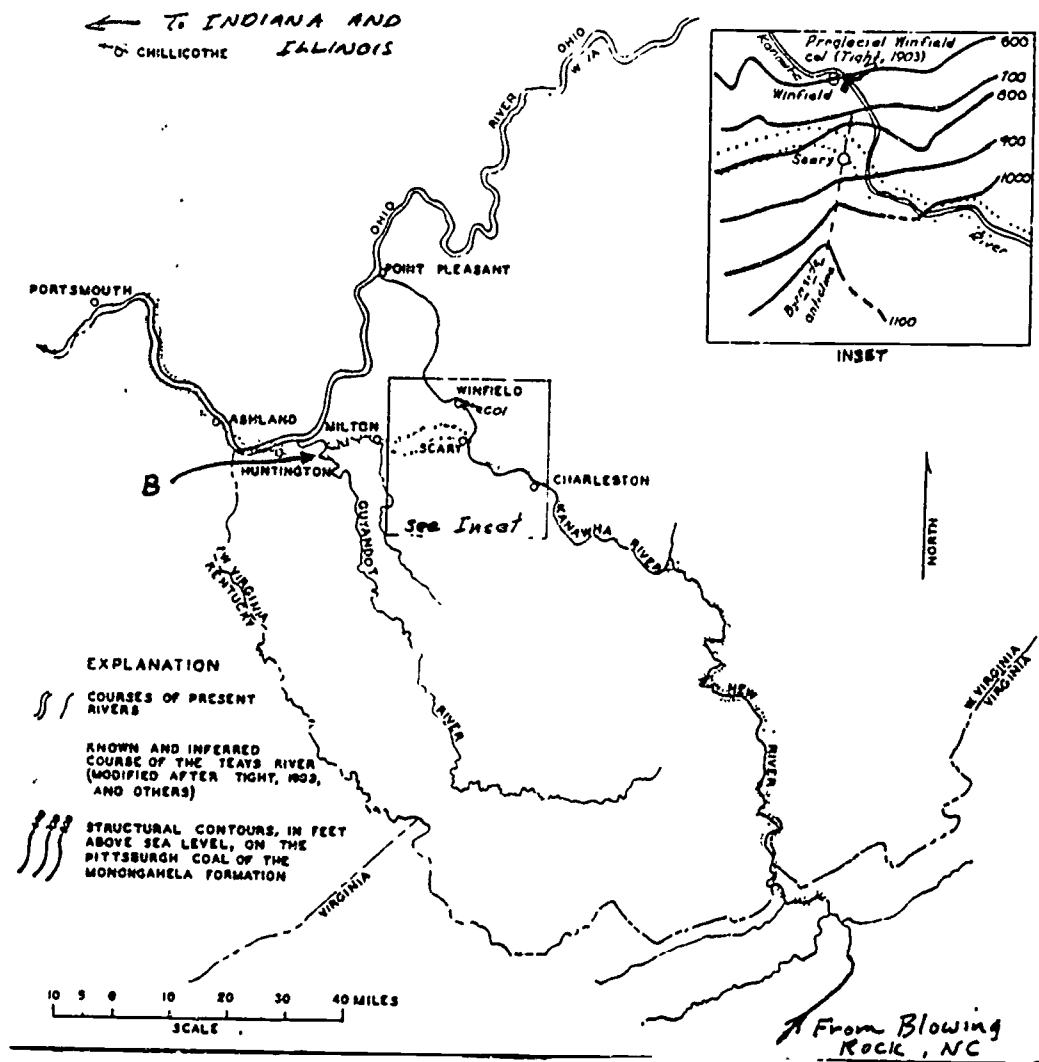 To INDIANA AND
ILLINOIS
CHILLICOTHE
OHIO
W VA
RIVER
OHIO
POINT PLEASANT
PORTSMOUTH
ASHLAND
HUNTINGTON
MILTON
WINFIELD
COL
SCARY
CHARLESTON
B
See Inset
GUYANDOT
RIVER
KANAWHA
RIVER
NEW
RIVER
W VIRGINIA
KENTUCKY
W VIRGINIA
VIRGINIA
VIRGINIA
NORTH
Kanawha
Preglacial Winfield
col (Tight, 1903)
Winfield
Scary
River
Burnside
anticline
600
700
800
900
1000
1100
INSET
EXPLANATION
COURSES OF PRESENT
RIVERS
KNOWN AND INFERRED
COURSE OF THE TEAYS RIVER
(MODIFIED AFTER TIGHT, 1903,
AND OTHERS)
STRUCTURAL CONTOURS, IN FEET
ABOVE SEA LEVEL, ON THE
PITTSBURGH COAL OF THE
MONONGAHELA FORMATION
10 5 0 10 20 30 40 MILES
SCALE
From Blowing
Rock, NC